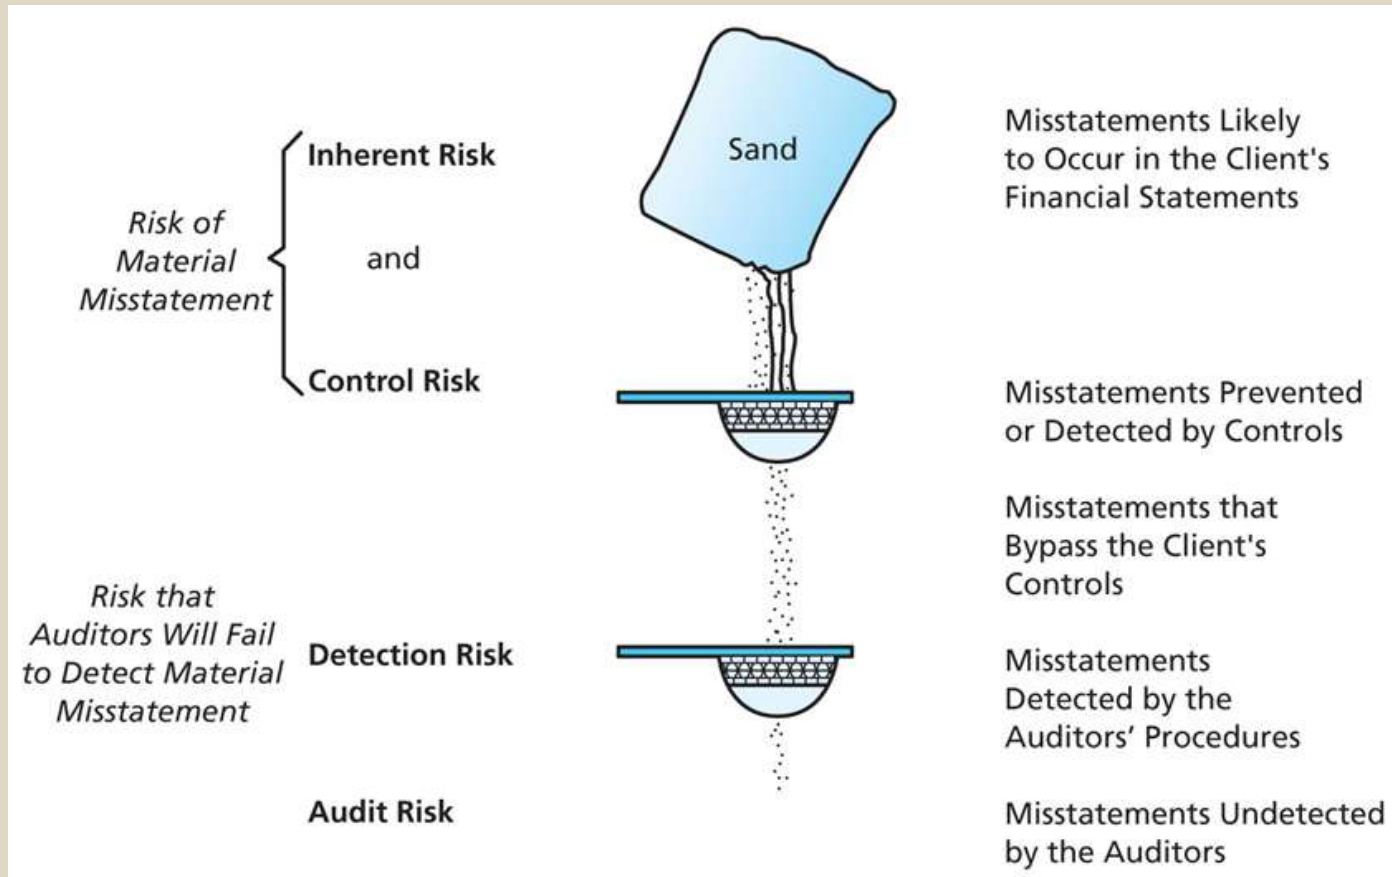 Inherent Risk
Sand
Misstatements Likely
to Occur in the Client's
Financial Statements
Risk of
Material
Misstatement
and
Control Risk
Misstatements Prevented
or Detected by Controls
Misstatements that
Bypass the Client's
Controls
Risk that
Auditors Will Fail
to Detect Material
Misstatement
Detection Risk
Misstatements
Detected by the
Auditors’ Procedures
Audit Risk
Misstatements Undetected
by the Auditors